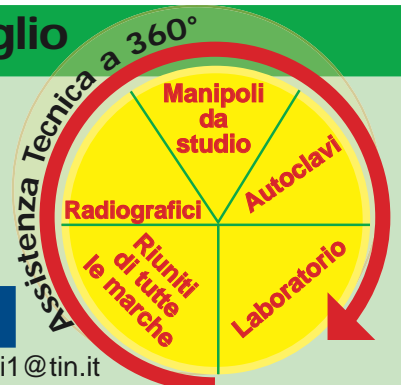 glio
Assistenza Tecnica a 360°
Manipoli
da
studio
Autoclavi
Radiografici
Riuniti
di tutte
le marche
Laboratorio
i1@tin.it